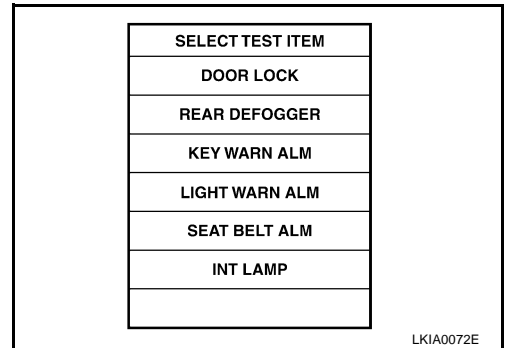 SELECT TEST ITEM
DOOR LOCK
REAR DEFOGGER
KEY WARN ALM
LIGHT WARN ALM
SEAT BELT ALM
INT LAMP
LKIA0072E